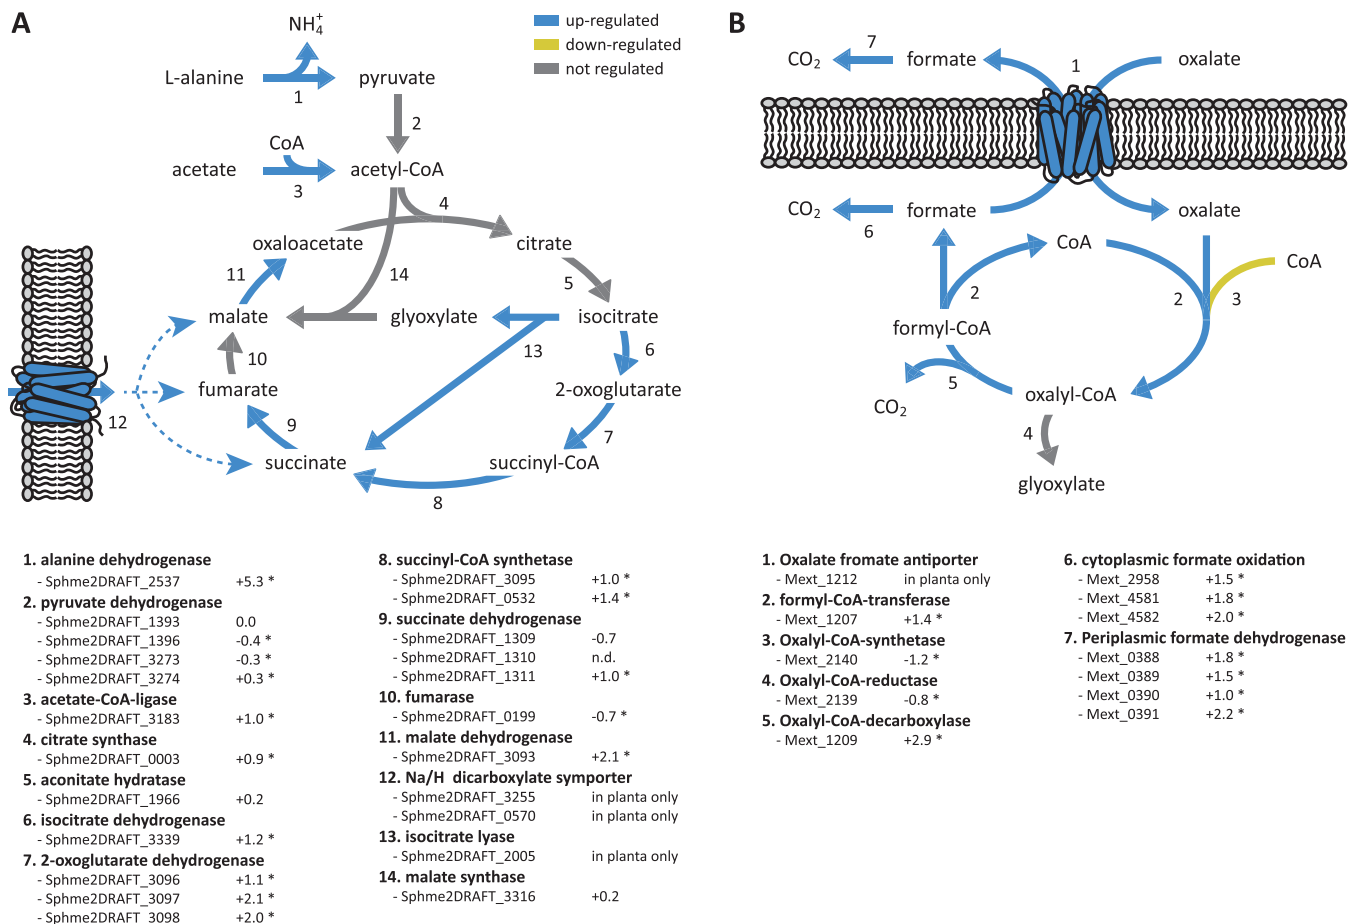 A
NH4+
L-alanine
1
pyruvate
up-regulated
down-regulated
not regulated
2
CoA
acetate
3
acetyl-CoA
4
oxaloacetate
citrate
11
14
5
malate
glyoxylate
isocitrate
10
13
6
fumarate
2-oxoglutarate
12
9
7
succinate
succinyl-CoA
8
1. alanine dehydrogenase
- Sphme2DRAFT_2537 +5.3 *
2. pyruvate dehydrogenase
- Sphme2DRAFT_1393 0.0
- Sphme2DRAFT_1396 -0.4 *
- Sphme2DRAFT_3273 -0.3 *
- Sphme2DRAFT_3274 +0.3 *
3. acetate-CoA-ligase
- Sphme2DRAFT_3183 +1.0 *
4. citrate synthase
- Sphme2DRAFT_0003 +0.9 *
5. aconitate hydratase
- Sphme2DRAFT_1966 +0.2
6. isocitrate dehydrogenase
- Sphme2DRAFT_3339 +1.2 *
7. 2-oxoglutarate dehydrogenase
- Sphme2DRAFT_3096 +1.1 *
- Sphme2DRAFT_3097 +2.1 *
- Sphme2DRAFT_3098 +2.0 *
8. succinyl-CoA synthetase
- Sphme2DRAFT_3095 +1.0 *
- Sphme2DRAFT_0532 +1.4 *
9. succinate dehydrogenase
- Sphme2DRAFT_1309 -0.7
- Sphme2DRAFT_1310 n.d.
- Sphme2DRAFT_1311 +1.0 *
10. fumarase
- Sphme2DRAFT_0199 -0.7 *
11. malate dehydrogenase
- Sphme2DRAFT_3093 +2.1 *
12. Na/H dicarboxylate symporter
- Sphme2DRAFT_3255 in planta only
- Sphme2DRAFT_0570 in planta only
13. isocitrate lyase
- Sphme2DRAFT_2005 in planta only
14. malate synthase
- Sphme2DRAFT_3316 +0.2
B
CO2
7
formate
1
oxalate
CO2
6
formate
oxalate
CoA
2
2
3
CoA
formyl-CoA
5
CO2
oxalyl-CoA
4
glyoxylate
1. Oxalate fromate antiporter
- Mext_1212 in planta only
2. formyl-CoA-transferase
- Mext_1207 +1.4 *
3. Oxalyl-CoA-synthetase
- Mext_2140 -1.2 *
4. Oxalyl-CoA-reductase
- Mext_2139 -0.8 *
5. Oxalyl-CoA-decarboxylase
- Mext_1209 +2.9 *
6. cytoplasmic formate oxidation
- Mext_2958 +1.5 *
- Mext_4581 +1.8 *
- Mext_4582 +2.0 *
7. Periplasmic formate dehydrogenase
- Mext_0388 +1.8 *
- Mext_0389 +1.5 *
- Mext_0390 +1.0 *
- Mext_0391 +2.2 *